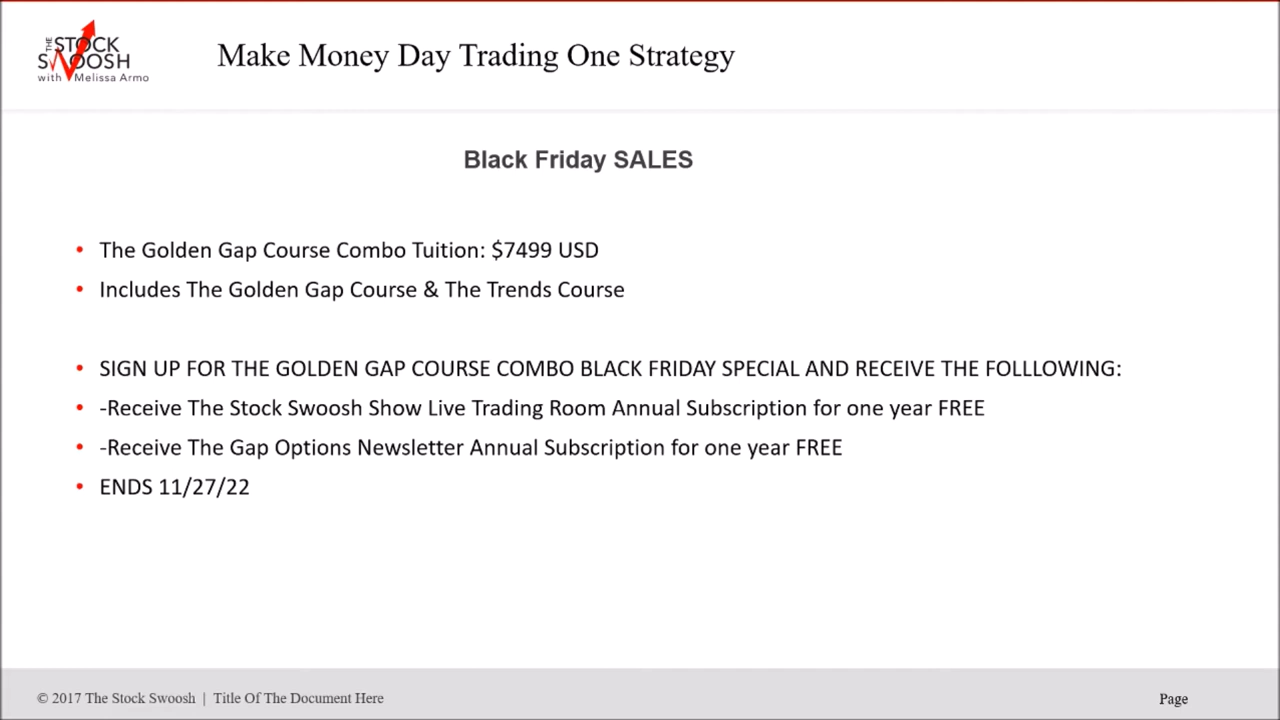 THE STOCK
SWOOSH
with Melissa Armo
Make Money Day Trading One Strategy
Black Friday SALES
• The Golden Gap Course Combo Tuition: $7499 USD
• Includes The Golden Gap Course & The Trends Course
• SIGN UP FOR THE GOLDEN GAP COURSE COMBO BLACK FRIDAY SPECIAL AND RECEIVE THE FOLLLOWING:
• -Receive The Stock Swoosh Show Live Trading Room Annual Subscription for one year FREE
• -Receive The Gap Options Newsletter Annual Subscription for one year FREE
• ENDS 11/27/22
© 2017 The Stock Swoosh | Title Of The Document Here
Page